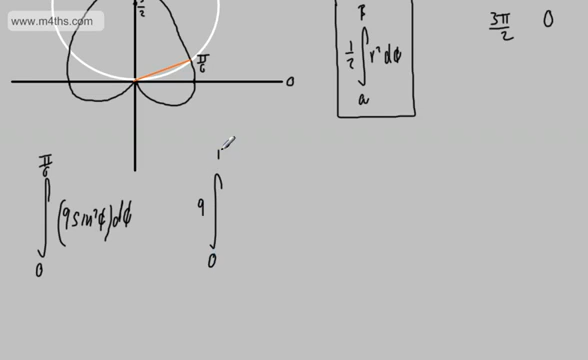 www.m4ths.com
3/2
π/6
0
β
1/2 ∫ r² dφ
a
3π/2 0
π/6
∫ (9 sin²φ) dφ
0
9 ∫
0